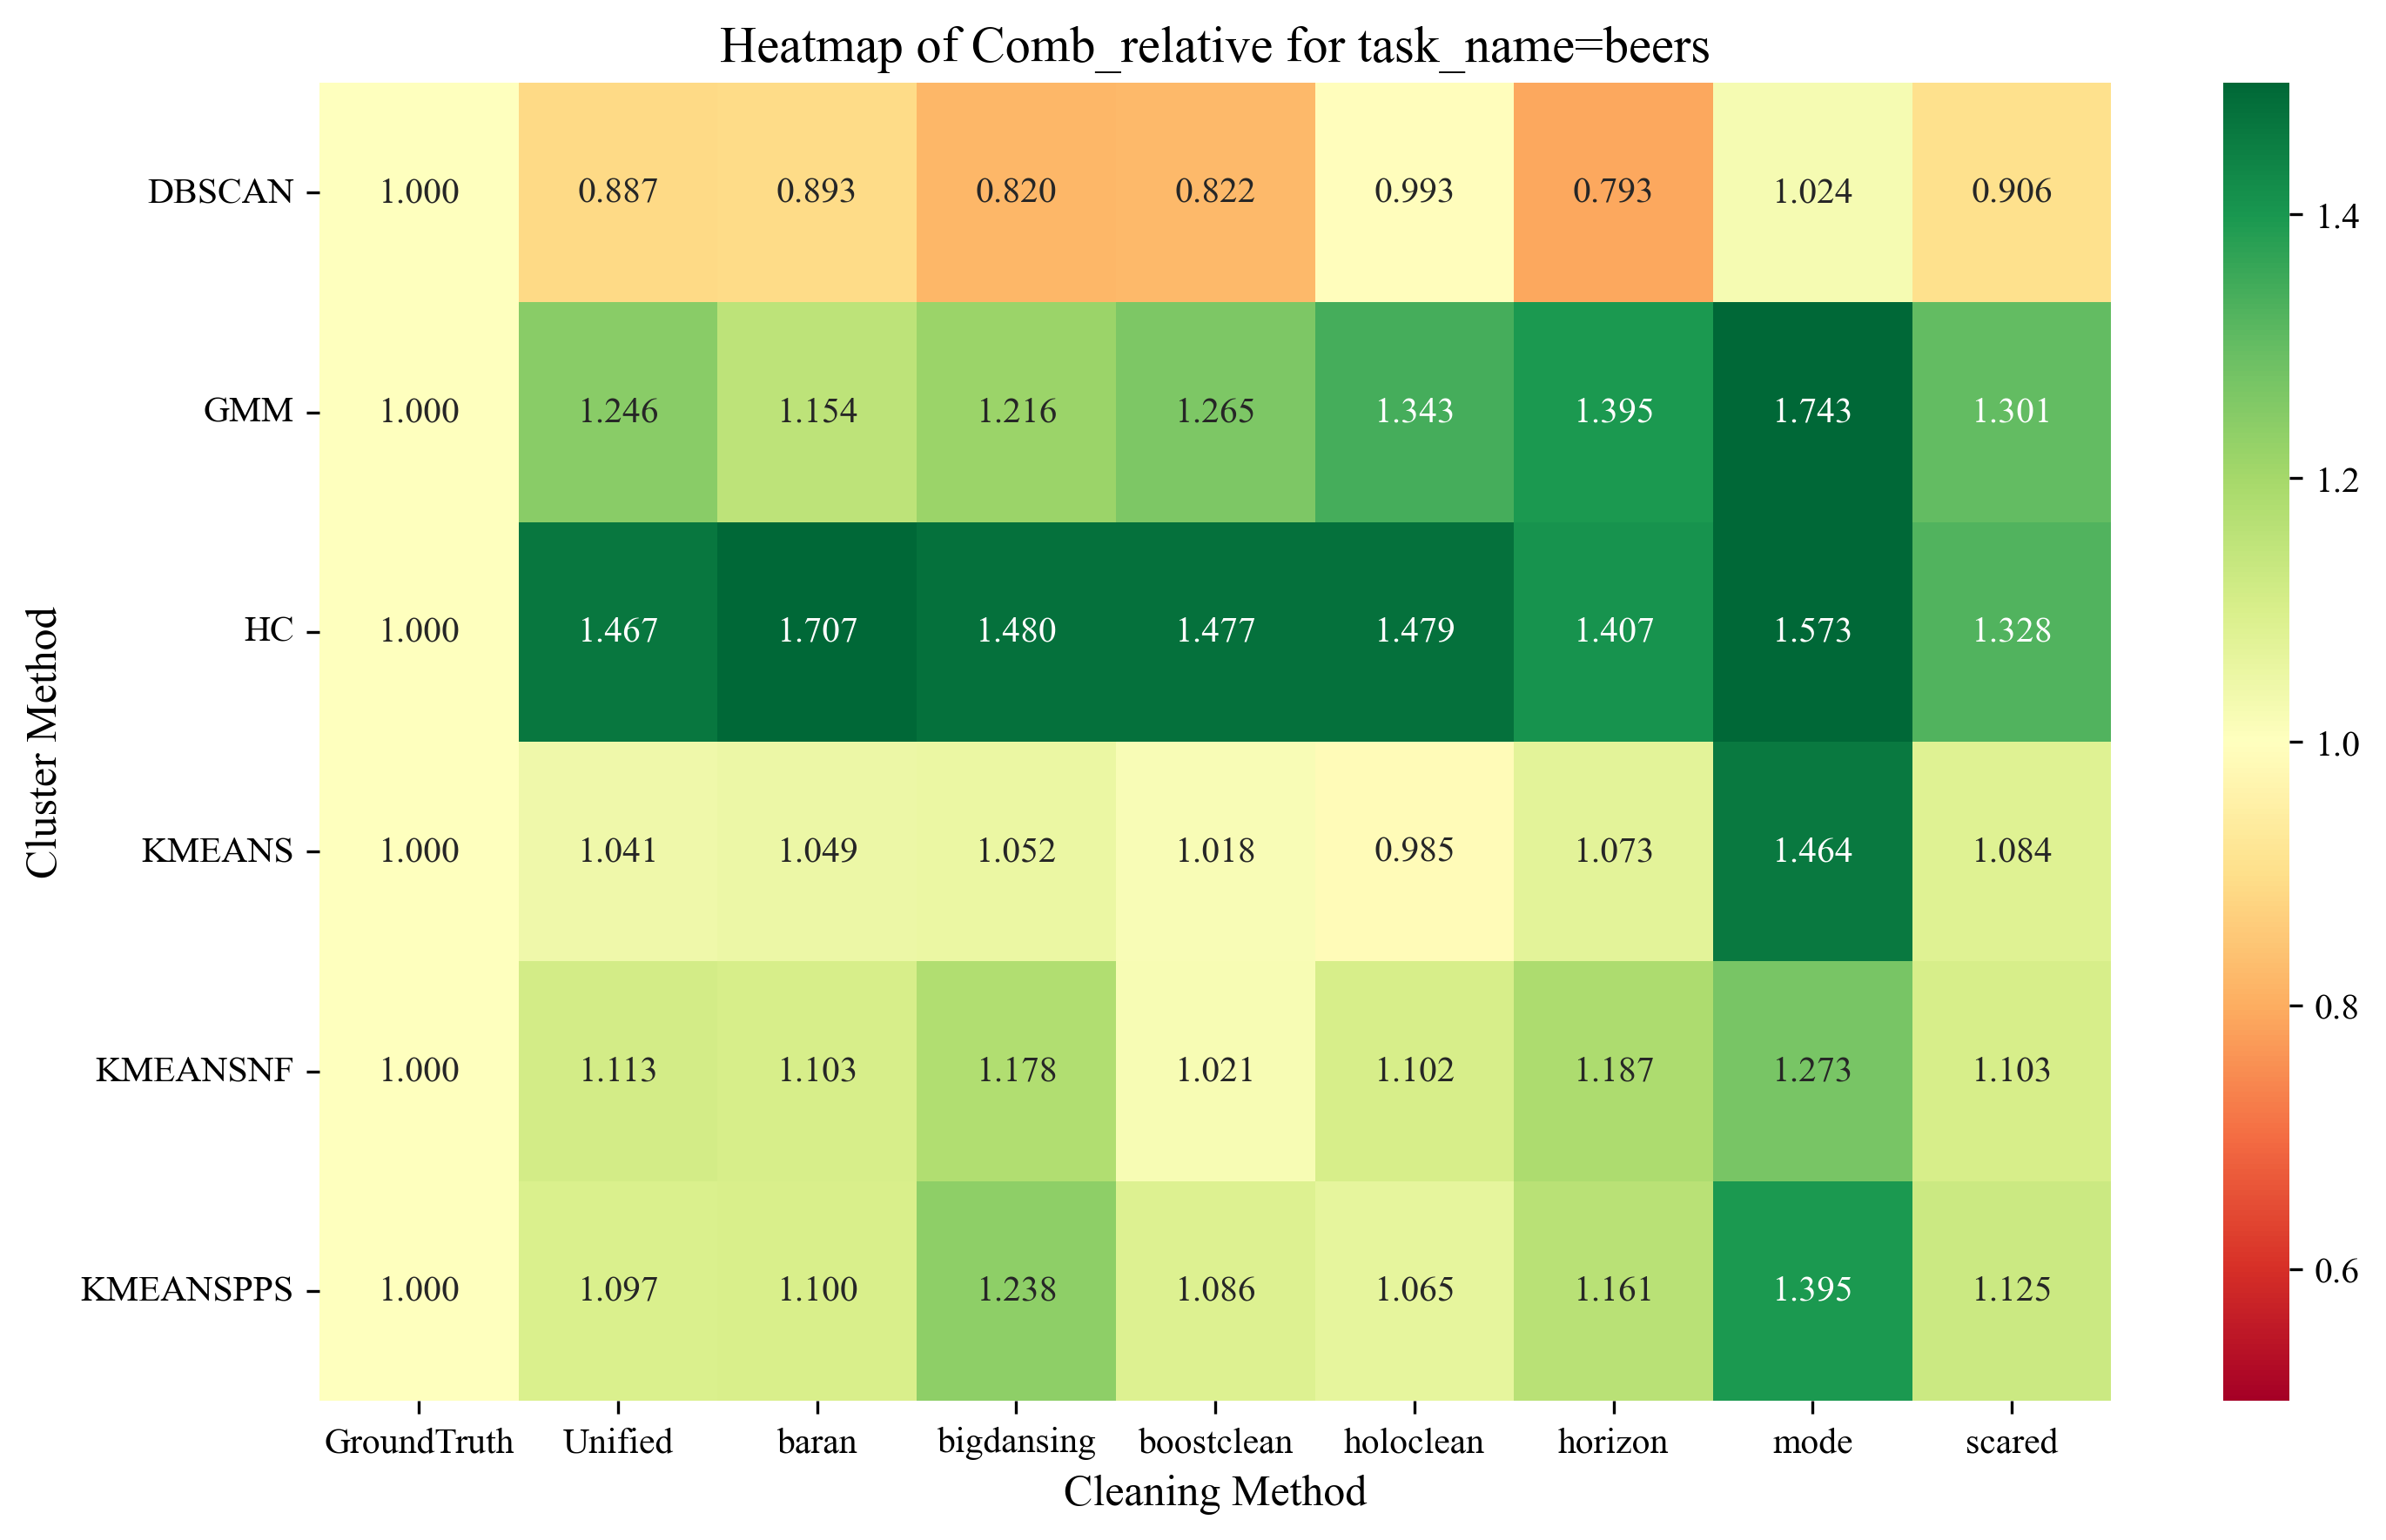 Heatmap of Comb_relative for task_name=beers
DBSCAN 1.000 0.887 0.893 0.820 0.822 0.993 0.793 1.024 0.906
GMM 1.000 1.246 1.154 1.216 1.265 1.343 1.395 1.743 1.301
HC 1.000 1.467 1.707 1.480 1.477 1.479 1.407 1.573 1.328
KMEANS 1.000 1.041 1.049 1.052 1.018 0.985 1.073 1.464 1.084
KMEANSNF 1.000 1.113 1.103 1.178 1.021 1.102 1.187 1.273 1.103
KMEANSPPS 1.000 1.097 1.100 1.238 1.086 1.065 1.161 1.395 1.125
GroundTruth Unified baran bigdansing boostclean holoclean horizon mode scared
Cleaning Method
Cluster Method
1.4
1.2
1.0
0.8
0.6